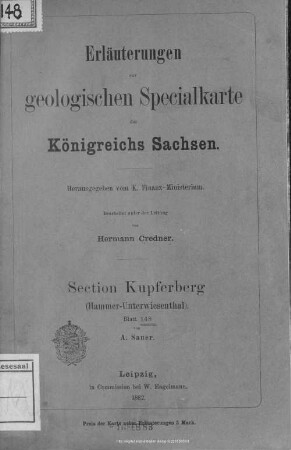 148
Erläuterungen
zur
geologischen Specialkarte
des
Königreichs Sachsen.
Herausgegeben vom K. Finanz-Ministerium.
Bearbeitet unter der Leitung
von
Hermann Credner.
Section Kupferberg
(Hammer-Unterwiesenthal).
Blatt 148
von
A. Sauer.
Leipzig,
in Commission bei W. Engelmann.
1882.
Preis der Karte nebst Erläuterungen 3 Mark.
esesaal